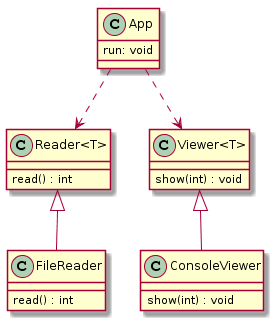 C App
run: void
C Reader<T>
read() : int
C Viewer<T>
show(int) : void
C FileReader
read() : int
C ConsoleViewer
show(int) : void